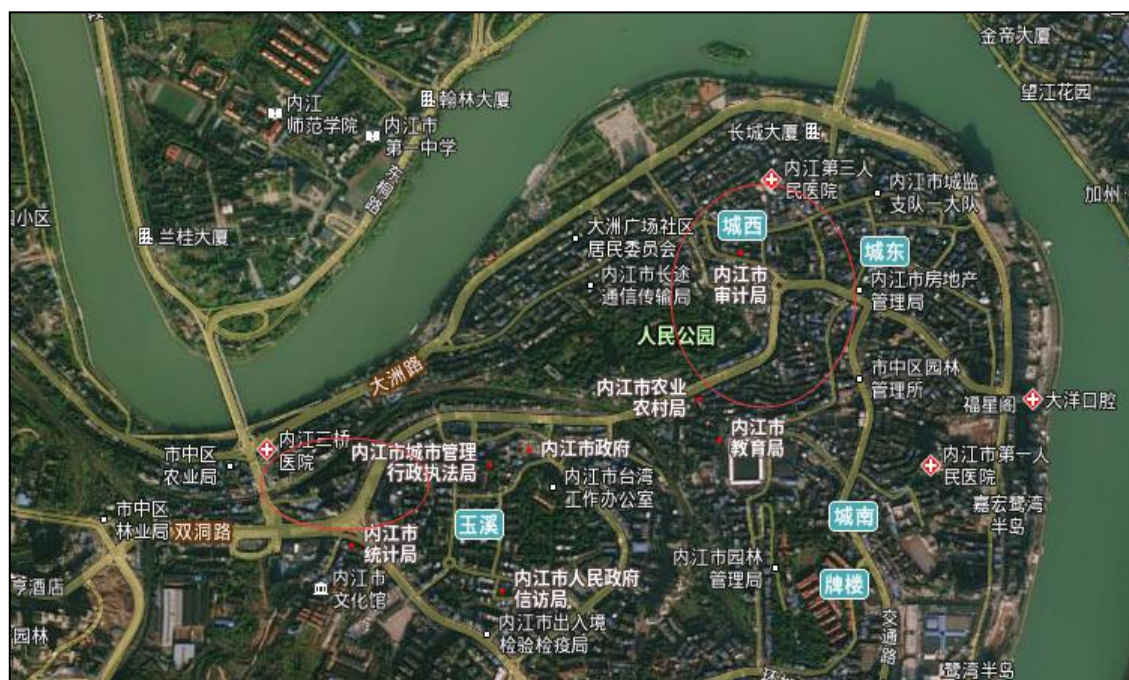 金帝大厦
望江花园
翰林大厦
内江
师范学院
内江市
第一中学
长城大厦
内江第三人
民医院
内江市城监
支队一大队
加州
小区
兰桂大厦
大洲广场社区
居民委员会
城西
城东
内江市长途
通信传输局
内江市
审计局
内江市房地产
管理局
人民公园
大洲路
内江市农业
农村局
市中区园林
管理所
福星阁
大洋口腔
内江市
教育局
内江三桥
医院
内江市城市管理
行政执法局
内江市政府
市中区
农业局
内江市台湾
工作办公室
内江市第一人
民医院
市中区
林业局
双洞路
玉溪
城南
嘉宏鹭湾
半岛
内江市
统计局
内江市园林
管理局
亨酒店
内江市
文化馆
内江市人民政府
信访局
牌楼
园林
内江市出入境
检验检疫局
交通路
鹭湾半岛